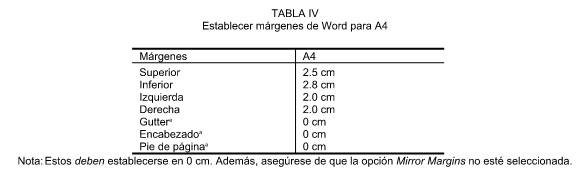 TABLA IV
Establecer márgenes de Word para A4
Márgenes A4
Superior 2.5 cm
Inferior 2.8 cm
Izquierda 2.0 cm
Derecha 2.0 cm
Gutterᵃ 0 cm
Encabezadoᵃ 0 cm
Pie de páginaᵃ 0 cm
Nota: Estos deben establecerse en 0 cm. Además, asegúrese de que la opción Mirror Margins no esté seleccionada.